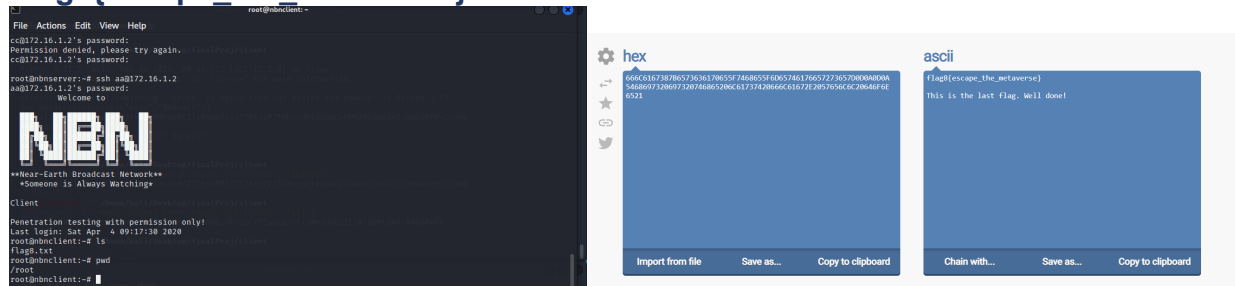 root@nbnclient: ~
File Actions Edit View Help
cc@172.16.1.2's password:
Permission denied, please try again.
cc@172.16.1.2's password:
root@nbnserver:~# ssh aa@172.16.1.2
aa@172.16.1.2's password:
Welcome to
NBN
**Near-Earth Broadcast Network**
*Someone is Always Watching*
Client
Penetration testing with permission only!
Last login: Sat Apr  4 09:17:30 2020
root@nbnclient:~# ls
flag8.txt
root@nbnclient:~# pwd
/root
root@nbnclient:~#
hex
666C6167387B6573636170655F7468655F6D65746176657273657D0D0A0D0A
5468697320697320746865206C61737420666C61672E2057656C6C20646F6E
6521
Import from file Save as... Copy to clipboard
ascii
flag8{escape_the_metaverse}
This is the last flag. Well done!
Chain with... Save as... Copy to clipboard